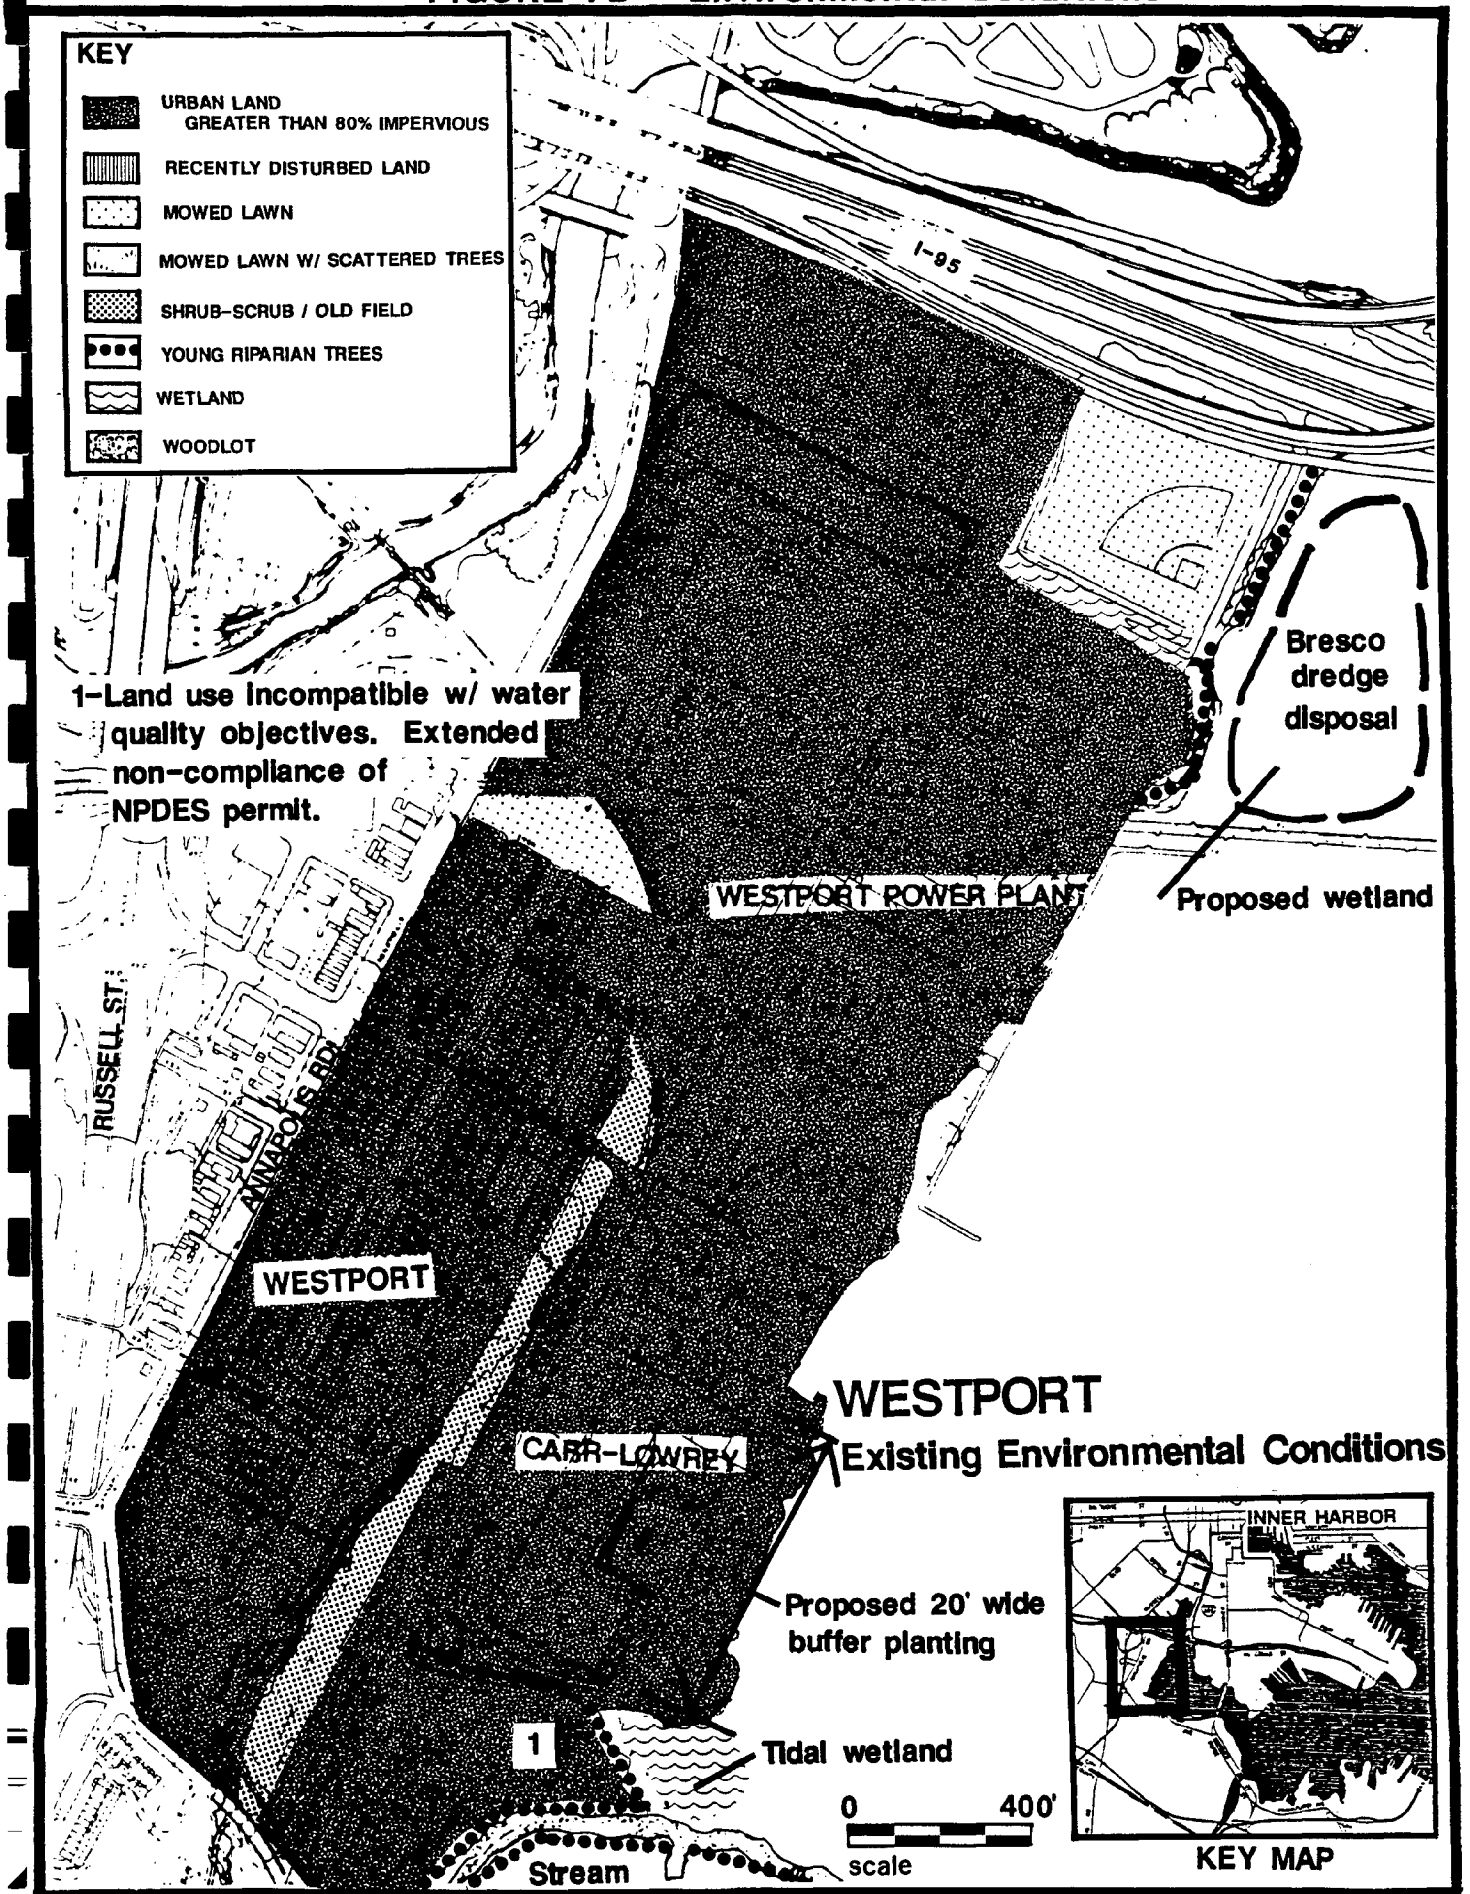 KEY
URBAN LAND
GREATER THAN 80% IMPERVIOUS
RECENTLY DISTURBED LAND
MOWED LAWN
MOWED LAWN W/ SCATTERED TREES
SHRUB-SCRUB / OLD FIELD
YOUNG RIPARIAN TREES
WETLAND
WOODLOT
I-95
Bresco
dredge
disposal
1-Land use incompatible w/ water
quality objectives. Extended
non-compliance of
NPDES permit.
WESTPORT POWER PLANT
Proposed wetland
RUSSELL ST.
ANNAPOLIS RD.
WESTPORT
WESTPORT
Existing Environmental Conditions
CARR-LOWREY
INNER HARBOR
Proposed 20' wide
buffer planting
1
Tidal wetland
0 400'
scale
Stream
KEY MAP